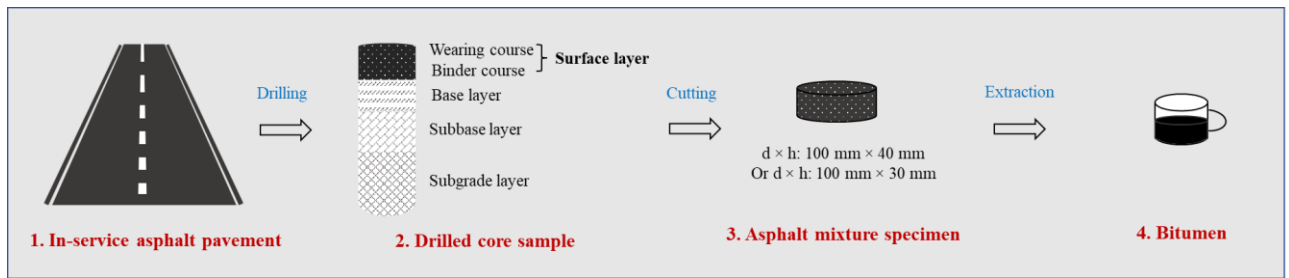 Drilling
Wearing course
Binder course
Surface layer
Base layer
Subbase layer
Subgrade layer
Cutting
d × h: 100 mm × 40 mm
Or d × h: 100 mm × 30 mm
Extraction
1. In-service asphalt pavement
2. Drilled core sample
3. Asphalt mixture specimen
4. Bitumen